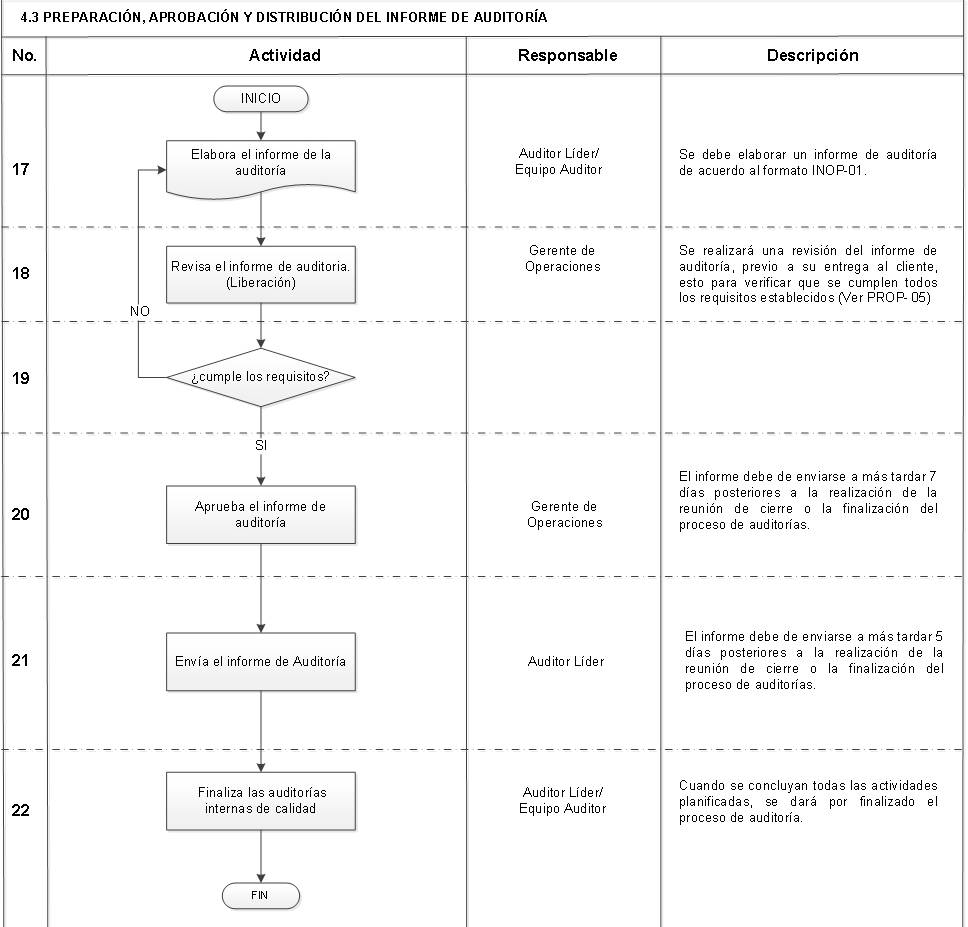 4.3 PREPARACIÓN, APROBACIÓN Y DISTRIBUCIÓN DEL INFORME DE AUDITORÍA
No.
Actividad
Responsable
Descripción
INICIO
17
Elabora el informe de la
auditoría
Auditor Líder/
Equipo Auditor
Se debe elaborar un informe de auditoría
de acuerdo al formato INOP-01.
18
Revisa el informe de auditoria.
(Liberación)
Gerente de
Operaciones
Se realizará una revisión del informe de
auditoría, previo a su entrega al cliente,
esto para verificar que se cumplen todos
los requisitos establecidos (Ver PROP- 05)
NO
19
¿cumple los requisitos?
SI
20
Aprueba el informe de
auditoría
Gerente de
Operaciones
El informe debe de enviarse a más tardar 7
días posteriores a la realización de la
reunión de cierre o la finalización del
proceso de auditorías.
21
Envía el informe de Auditoría
Auditor Líder
El informe debe de enviarse a más tardar 5
días posteriores a la realización de la
reunión de cierre o la finalización del
proceso de auditorías.
22
Finaliza las auditorías
internas de calidad
Auditor Líder/
Equipo Auditor
Cuando se concluyan todas las actividades
planificadas, se dará por finalizado el
proceso de auditoría.
FIN